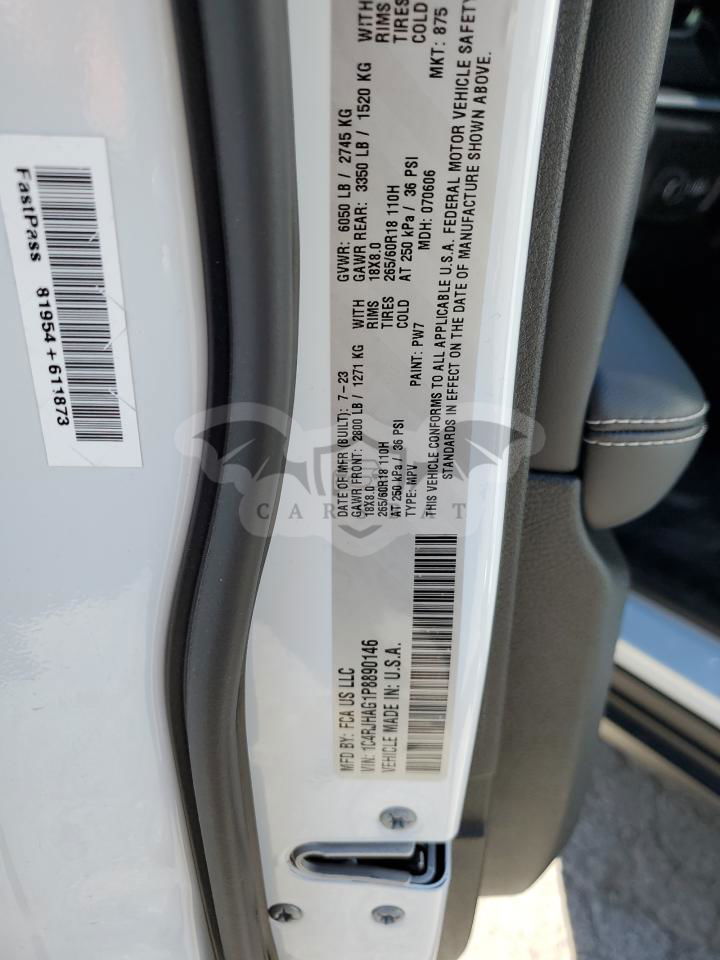 FastPass 81954 + 611873
MFD BY: FCA US LLC
DATE OF MFR (BUILT): 7-23
GVWR: 6050 LB / 2745 KG
VIN: 1C4RJHAG1P8890146
GAWR FRONT: 2800 LB / 1271 KG WITH
GAWR REAR: 3350 LB / 1520 KG WITH
VEHICLE MADE IN: U.S.A.
18X8.0 RIMS
18X8.0 RIMS
265/60R18 110H TIRES
265/60R18 110H TIRES
AT 250 kPa / 36 PSI COLD
AT 250 kPa / 36 PSI COLD
TYPE: MPV PAINT: PW7 MDH: 070606 MKT: 875
THIS VEHICLE CONFORMS TO ALL APPLICABLE U.S.A. FEDERAL MOTOR VEHICLE SAFETY
STANDARDS IN EFFECT ON THE DATE OF MANUFACTURE SHOWN ABOVE.